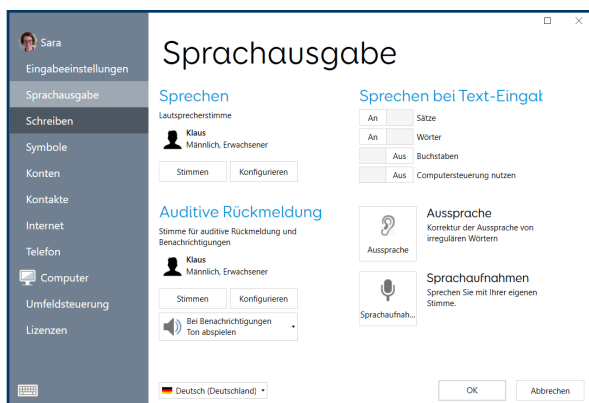 Sara
Eingabeeinstellungen
Sprachausgabe
Schreiben
Symbole
Konten
Kontakte
Internet
Telefon
Computer
Umfeldsteuerung
Lizenzen
Sprachausgabe
Sprechen
Lautsprecherstimme
Klaus
Männlich, Erwachsener
Stimmen
Konfigurieren
Auditive Rückmeldung
Stimme für auditive Rückmeldung und
Benachrichtigungen
Klaus
Männlich, Erwachsener
Stimmen
Konfigurieren
Bei Benachrichtigungen
Ton abspielen
Sprechen bei Text-Eingat
An
Sätze
An
Wörter
Aus
Buchstaben
Aus
Computersteuerung nutzen
Aussprache
Aussprache
Korrektur der Aussprache von
irregulären Wörtern
Sprachaufnah...
Sprachaufnahmen
Sprechen Sie mit Ihrer eigenen
Stimme.
Deutsch (Deutschland)
OK
Abbrechen